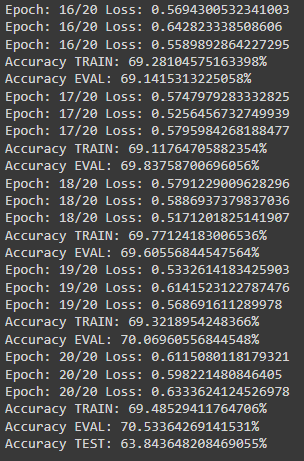 Epoch: 16/20 Loss: 0.5694300532341003
Epoch: 16/20 Loss: 0.642823338508606
Epoch: 16/20 Loss: 0.5589892864227295
Accuracy TRAIN: 69.28104575163398%
Accuracy EVAL: 69.1415313225058%
Epoch: 17/20 Loss: 0.5747979283332825
Epoch: 17/20 Loss: 0.5256456732749939
Epoch: 17/20 Loss: 0.5795984268188477
Accuracy TRAIN: 69.11764705882354%
Accuracy EVAL: 69.83758700696056%
Epoch: 18/20 Loss: 0.5791229009628296
Epoch: 18/20 Loss: 0.5886937379837036
Epoch: 18/20 Loss: 0.5171201825141907
Accuracy TRAIN: 69.77124183006536%
Accuracy EVAL: 69.60556844547564%
Epoch: 19/20 Loss: 0.5332614183425903
Epoch: 19/20 Loss: 0.6141523122787476
Epoch: 19/20 Loss: 0.568691611289978
Accuracy TRAIN: 69.3218954248366%
Accuracy EVAL: 70.06960556844548%
Epoch: 20/20 Loss: 0.6115080118179321
Epoch: 20/20 Loss: 0.598221480846405
Epoch: 20/20 Loss: 0.6333624124526978
Accuracy TRAIN: 69.48529411764706%
Accuracy EVAL: 70.53364269141531%
Accuracy TEST: 63.843648208469055%